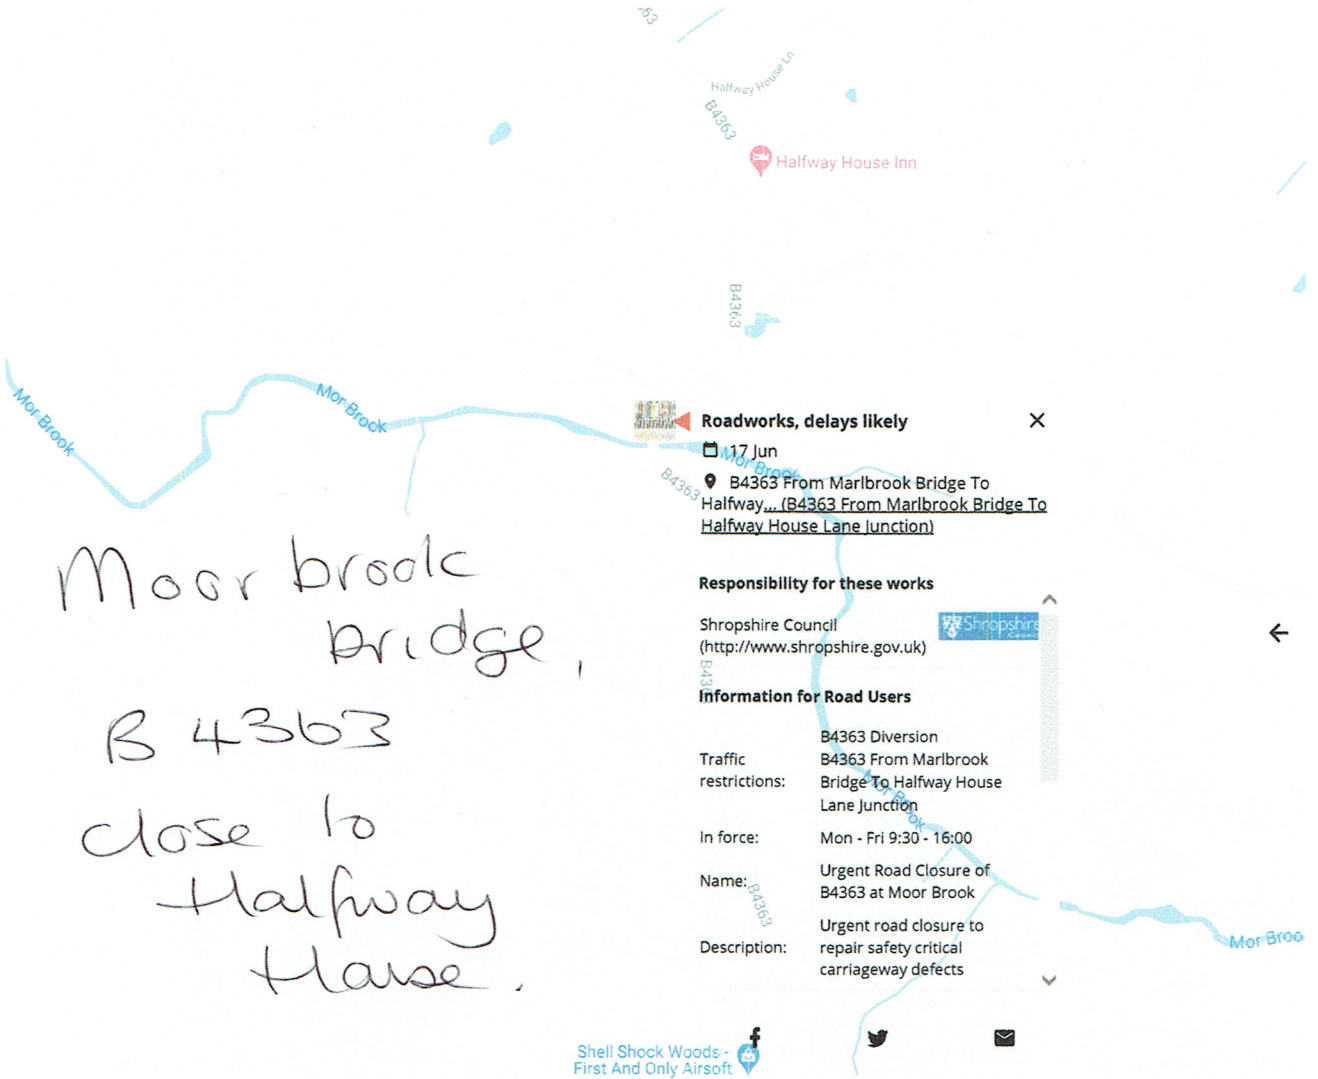 B4363
Halfway House Ln
B4363
Halfway House Inn
B4363
Mor Brook
Mor Brook
Roadworks, delays likely
17 Jun
Mor Brook
B4363
B4363 From Marlbrook Bridge To
Halfway... (B4363 From Marlbrook Bridge To
Halfway House Lane Junction)
Moor brook
bridge,
B 4363
close to
Halfway
House.
Responsibility for these works
Shropshire Council
(http://www.shropshire.gov.uk)
Shropshire
Council
Information for Road Users
Traffic
restrictions:
B4363 Diversion
B4363 From Marlbrook
Bridge To Halfway House
Lane Junction
Mor Brook
In force:
Mon - Fri 9:30 - 16:00
Name:
Urgent Road Closure of
B4363 at Moor Brook
B4363
Description:
Urgent road closure to
repair safety critical
carriageway defects
Mor Broo
Shell Shock Woods -
First And Only Airsoft